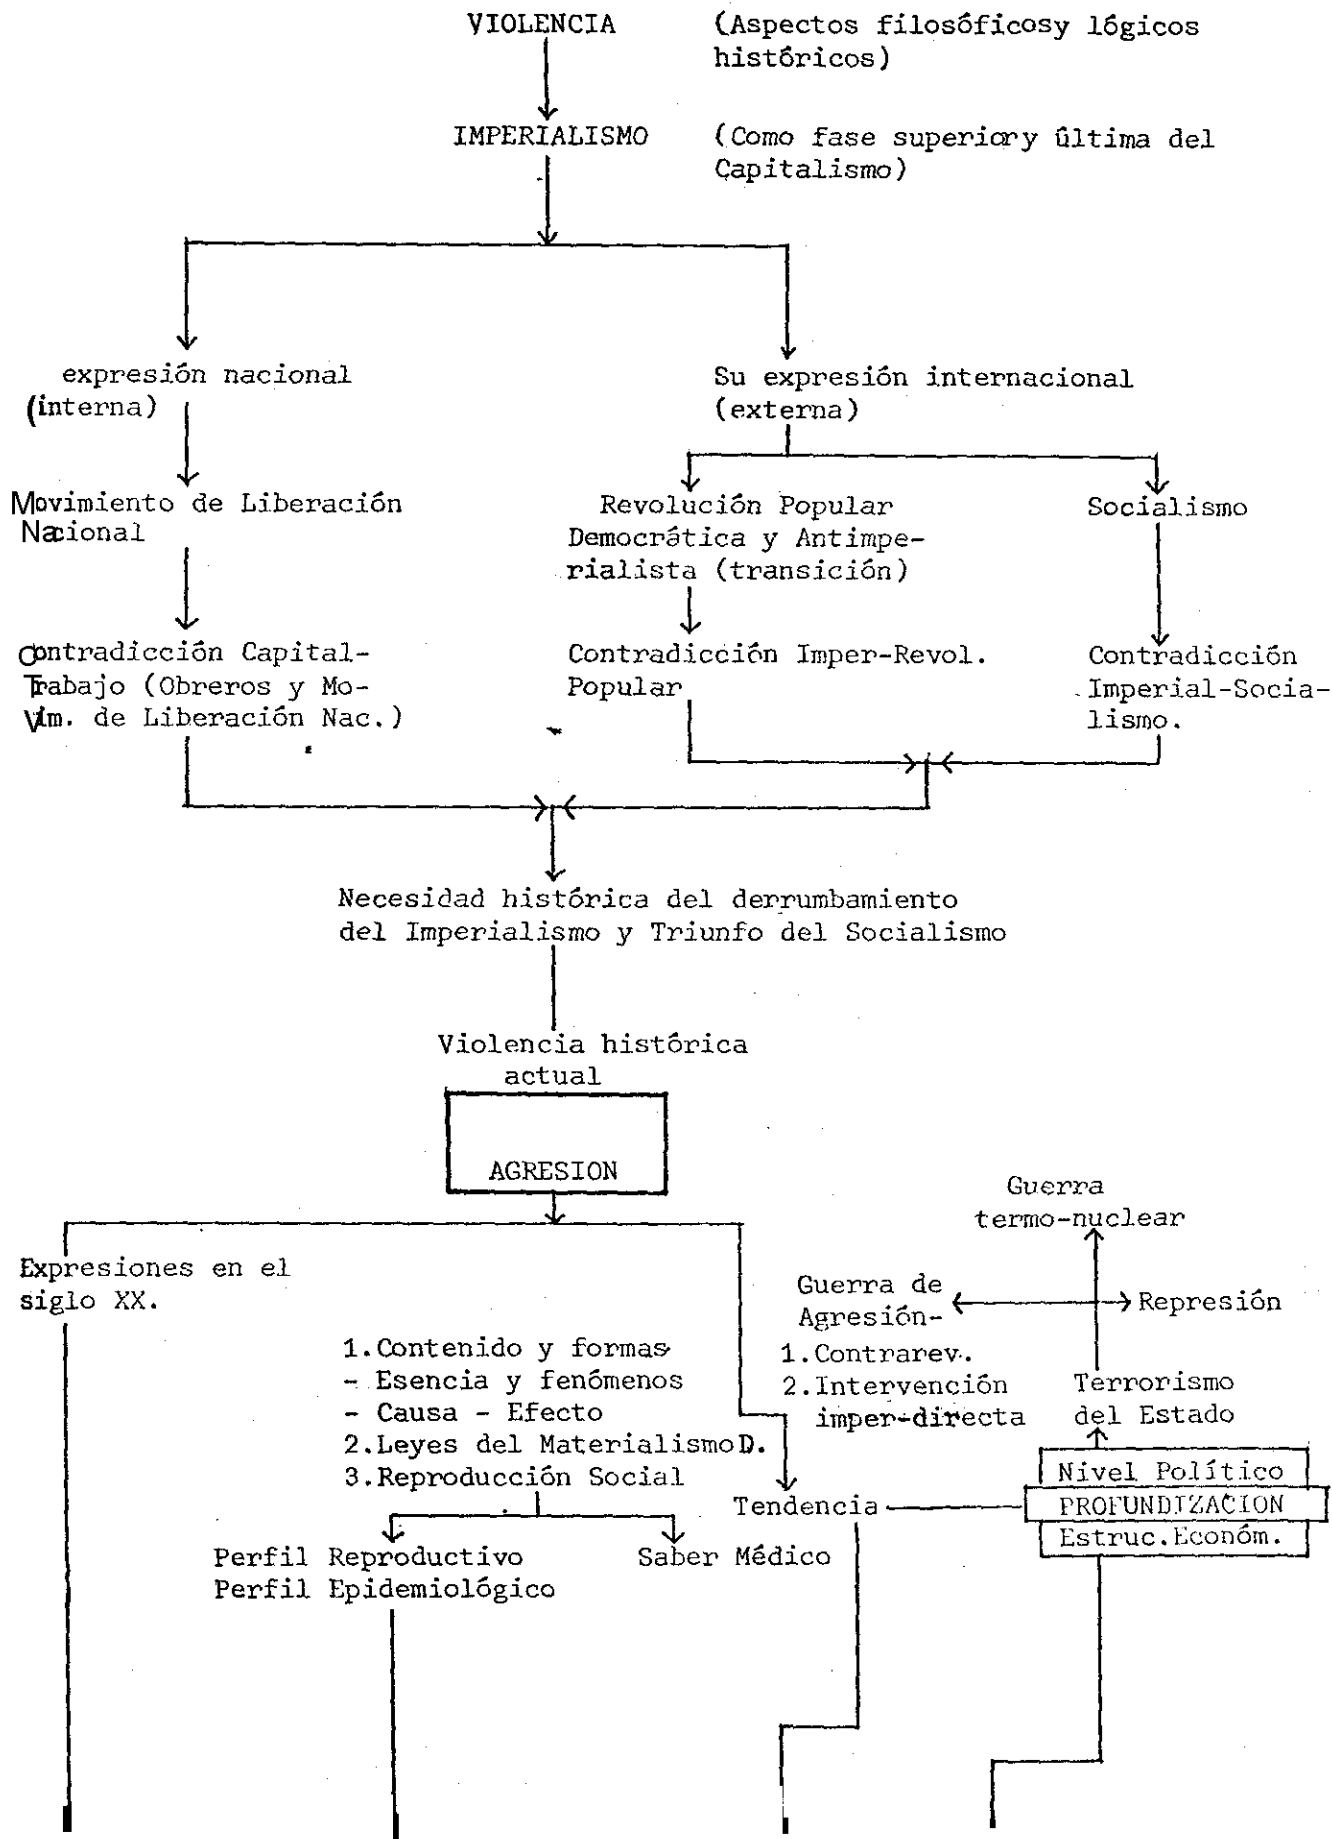 VIOLENCIA
(Aspectos filosóficosy lógicos
históricos)
IMPERIALISMO
(Como fase superiory última del
Capitalismo)
expresión nacional
(interna)
Su expresión internacional
(externa)
Movimiento de Liberación
Nacional
Revolución Popular
Democrática y Antimpe-
rialista (transición)
Socialismo
Contradicción Capital-
Trabajo (Obreros y Mo-
Vim. de Liberación Nac.)
Contradicción Imper-Revol.
Popular
Contradicción
Imperial-Socia-
lismo.
Necesidad histórica del derrumbamiento
del Imperialismo y Triunfo del Socialismo
Violencia histórica
actual
AGRESION
Expresiones en el
siglo XX.
1.Contenido y formas
- Esencia y fenómenos
- Causa - Efecto
2.Leyes del MaterialismoD.
3.Reproducción Social
Perfil Reproductivo
Perfil Epidemiológico
Saber Médico
Tendencia
Guerra
termo-nuclear
Guerra de
Agresión-
1.Contrarev.
2.Intervención
imper-directa
Represión
Terrorismo
del Estado
Nivel Político
PROFUNDIZACION
Estruc.Económ.